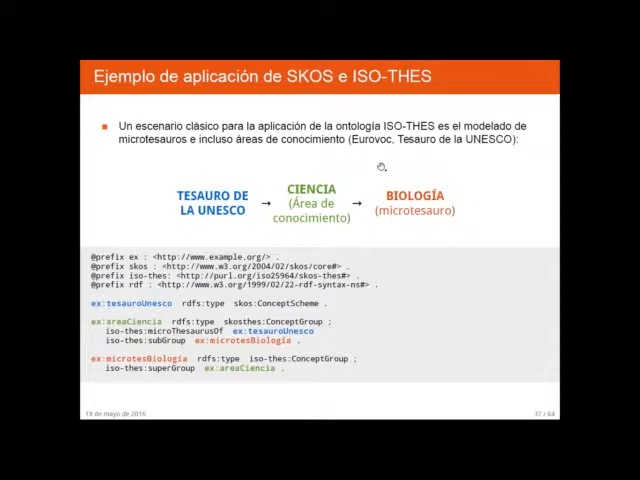 Ejemplo de aplicación de SKOS e ISO-THES
Un escenario clásico para la aplicación de la ontología ISO-THES es el modelado de
microtesauros e incluso áreas de conocimiento (Eurovoc, Tesauro de la UNESCO):
TESAURO DE
LA UNESCO
→
CIENCIA
(Área de
conocimiento)
→
BIOLOGÍA
(microtesauro)
@prefix ex : <http://www.example.org/> .
@prefix skos : <http://www.w3.org/2004/02/skos/core#> .
@prefix iso-thes: <http://purl.org/iso25964/skos-thes#> .
@prefix rdf : <http://www.w3.org/1999/02/22-rdf-syntax-ns#> .
ex:tesauroUnesco rdfs:type skos:ConceptScheme .
ex:areaCiencia rdfs:type skosthes:ConceptGroup ;
iso-thes:microThesaurusOf ex:tesauroUnesco
iso-thes:subGroup ex:microtesBiología .
ex:microtesBiología rdfs:type iso-thes:ConceptGroup ;
iso-thes:superGroup ex:areaCiencia .
18 de mayo de 2016
37 / 64